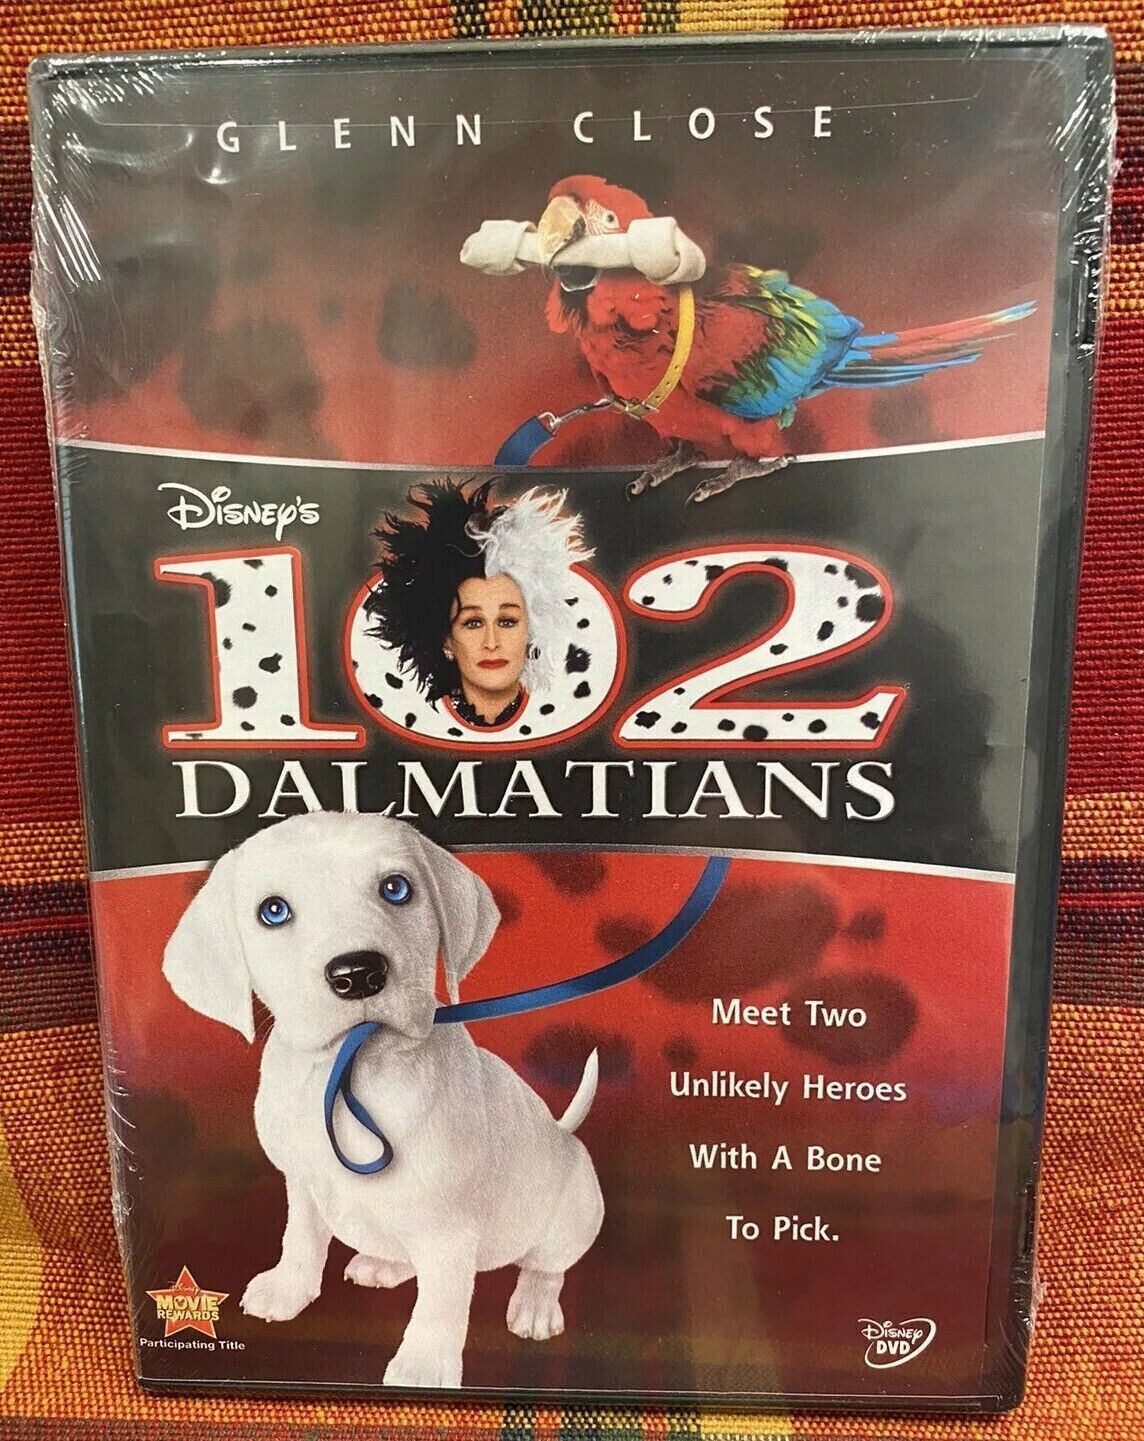 GLENN CLOSE
DISNEY'S
102
DALMATIANS
Meet Two
Unlikely Heroes
With A Bone
To Pick.
Disney
MOVIE
REWARDS
Participating Title
DISNEY
DVD